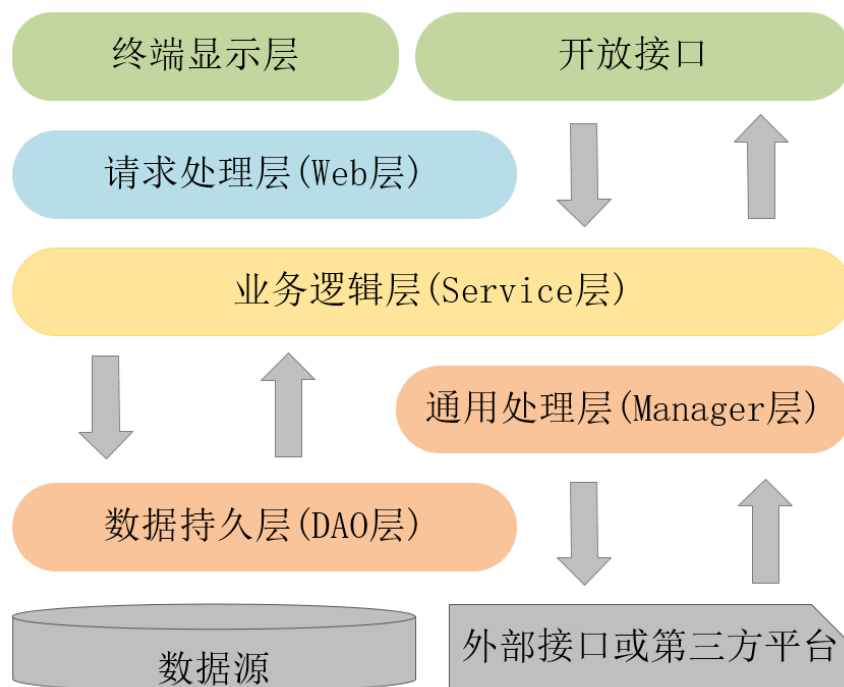 终端显示层
开放接口
请求处理层(Web层)
业务逻辑层(Service层)
通用处理层(Manager层)
数据持久层(DAO层)
外部接口或第三方平台
数据源